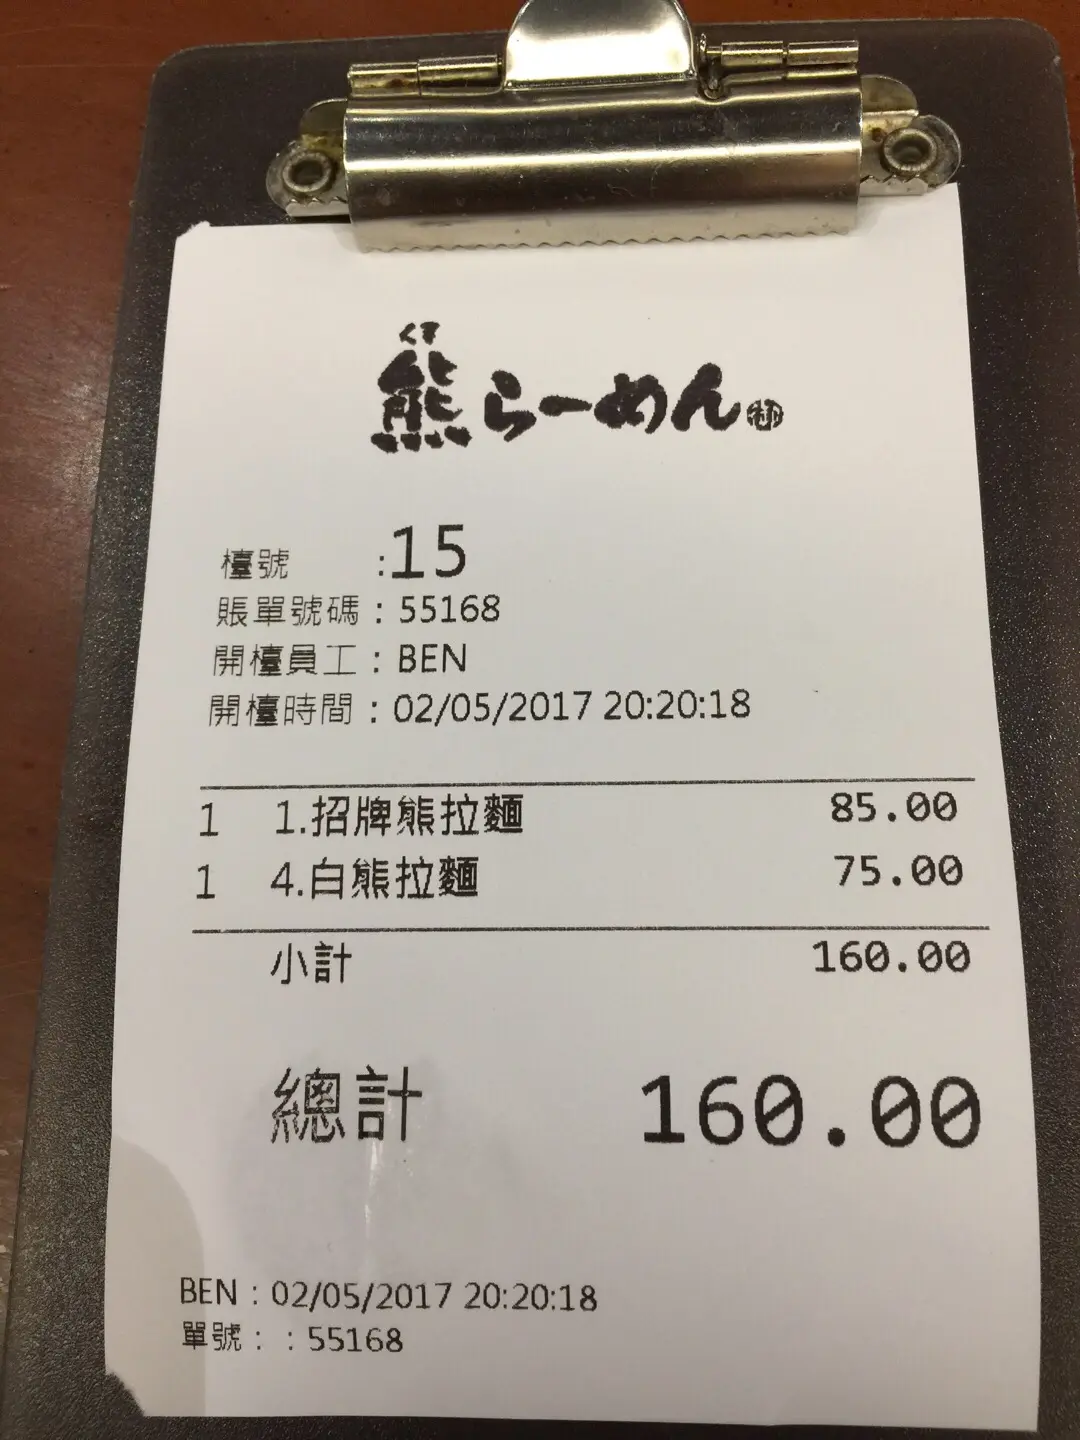 くま
熊らーめん
檯號 :15
賬單號碼 : 55168
開檯員工 : BEN
開檯時間 : 02/05/2017 20:20:18
1 1.招牌熊拉麵 85.00
1 4.白熊拉麵 75.00
小計 160.00
總計 160.00
BEN : 02/05/2017 20:20:18
單號 : : 55168